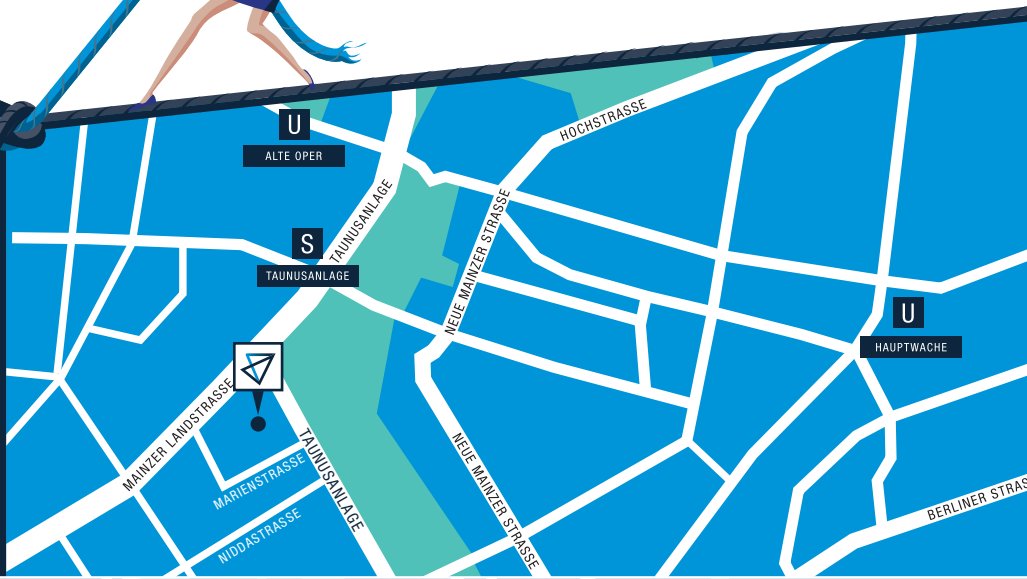 HOCHSTRASSE
U
ALTE OPER
TAUNUSANLAGE
S
TAUNUSANLAGE
NEUE MAINZER STRASSE
U
HAUPTWACHE
MAINZER LANDSTRASSE
TAUNUSANLAGE
MARIENSTRASSE
NIDDASTRASSE
NEUE MAINZER STRASSE
BERLINER STRAS